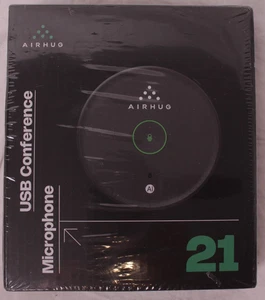 AIRHUG
AIRHUG
AI
USB Conference
Microphone
21